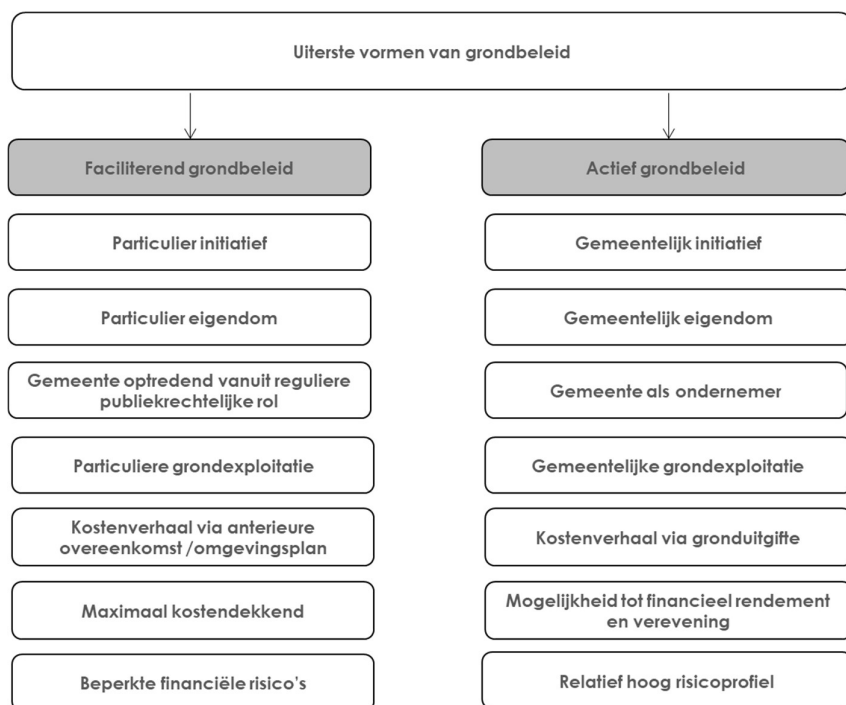 Uiterste vormen van grondbeleid
Faciliterend grondbeleid
Actief grondbeleid
Particulier initiatief
Gemeentelijk initiatief
Particulier eigendom
Gemeentelijk eigendom
Gemeente optredend vanuit reguliere
publiekrechtelijke rol
Gemeente als ondernemer
Particuliere grondexploitatie
Gemeentelijke grondexploitatie
Kostenverhaal via anterieure
overeenkomst /omgevingsplan
Kostenverhaal via gronduitgifte
Maximaal kostendekkend
Mogelijkheid tot financieel rendement
en verevening
Beperkte financiële risico's
Relatief hoog risicoprofiel